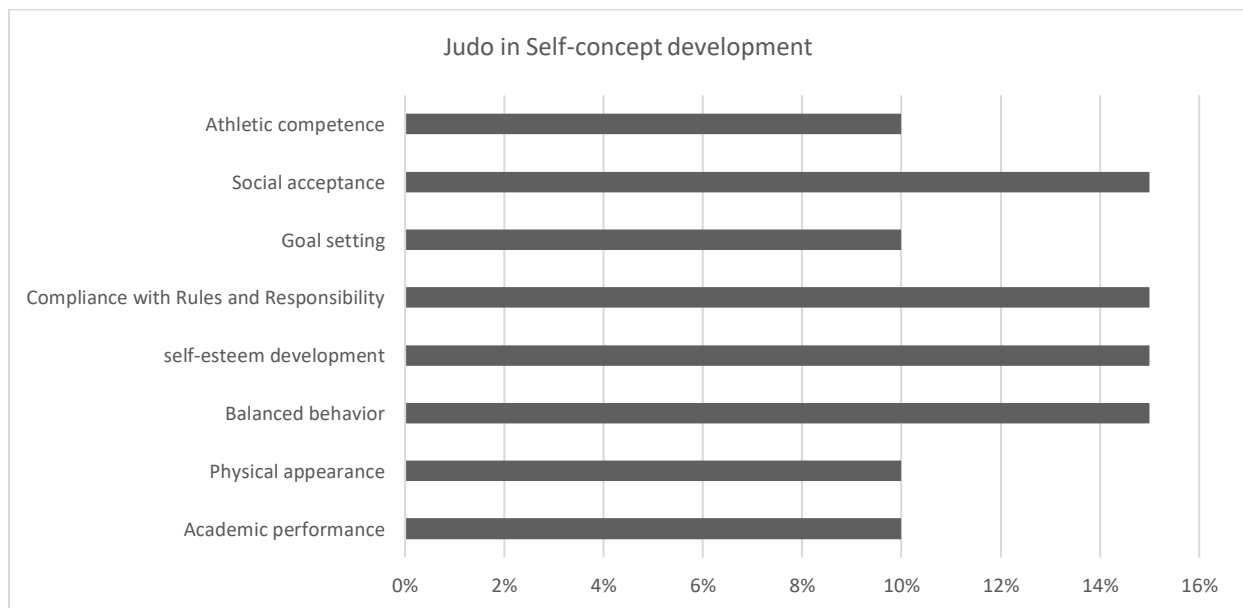 Judo in Self-concept development
Athletic competence
Social acceptance
Goal setting
Compliance with Rules and Responsibility
self-esteem development
Balanced behavior
Physical appearance
Academic performance
0% 2% 4% 6% 8% 10% 12% 14% 16%